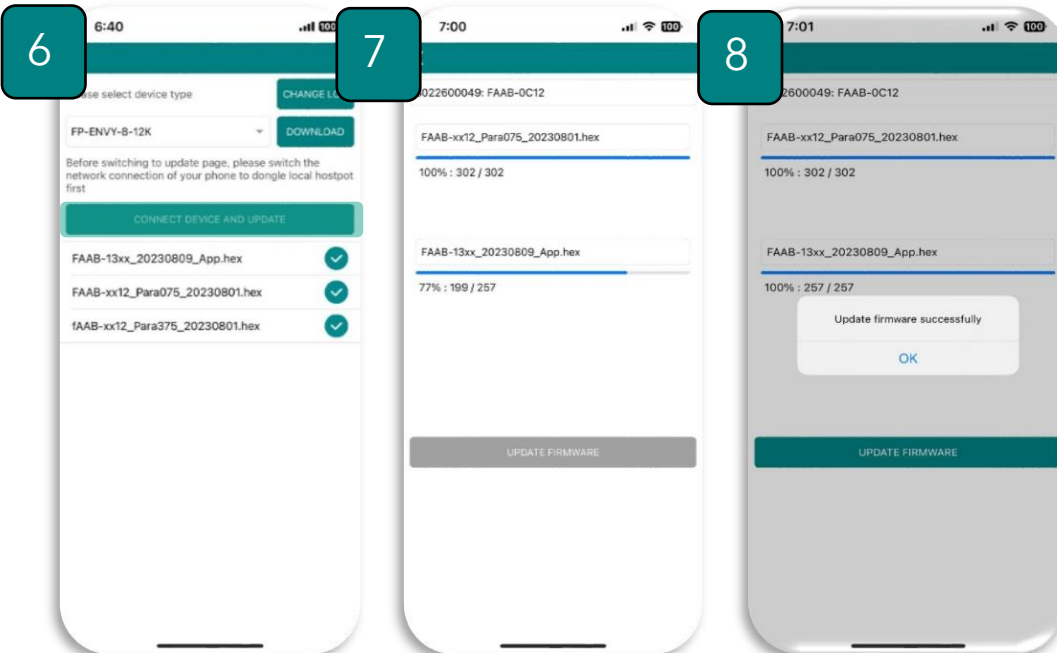 6
6:40
100
select device type
CHANGE
FP-ENVY-8-12K
DOWNLOAD
Before switching to update page, please switch the
network connection of your phone to dongle local hostpot
first
CONNECT DEVICE AND UPDATE
FAAB-13xx_20230809_App.hex
FAAB-xx12_Para075_20230801.hex
fAAB-xx12_Para375_20230801.hex
7
7:00
100
022600049: FAAB-0C12
FAAB-xx12_Para075_20230801.hex
100% : 302 / 302
FAAB-13xx_20230809_App.hex
77% : 199 / 257
UPDATE FIRMWARE
8
7:01
100
2600049: FAAB-0C12
FAAB-xx12_Para075_20230801.hex
100% : 302 / 302
FAAB-13xx_20230809_App.hex
100% : 257 / 257
Update firmware successfully
OK
UPDATE FIRMWARE